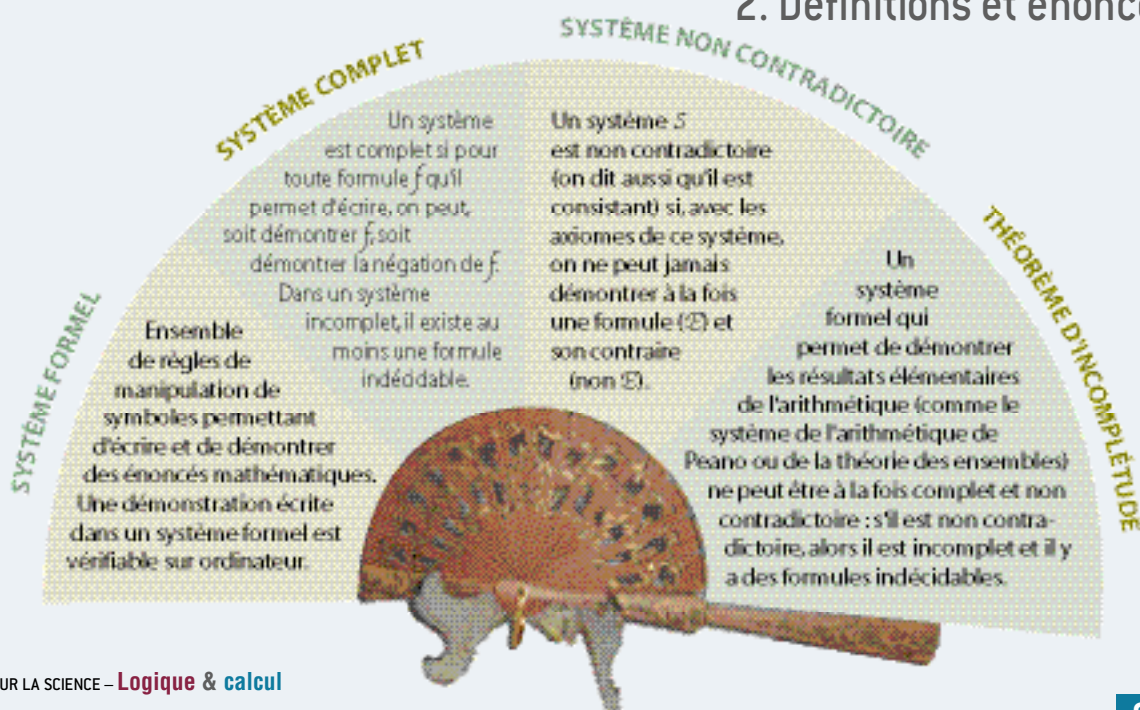 2. Définitions et énoncé
SYSTÈME FORMEL
Ensemble
de règles de
manipulation de
symboles permettant
d'écrire et de démontrer
des énoncés mathématiques.
Une démonstration écrite
dans un système formel est
vérifiable sur ordinateur.
SYSTÈME COMPLET
Un système
est complet si pour
toute formule f qu'il
permet d'écrire, on peut,
soit démontrer f, soit
démontrer la négation de f.
Dans un système
incomplet, il existe au
moins une formule
indécidable.
SYSTÈME NON CONTRADICTOIRE
Un système S
est non contradictoire
(on dit aussi qu'il est
consistant) si, avec les
axiomes de ce système,
on ne peut jamais
démontrer à la fois
une formule (E) et
son contraire
(non E).
THÉORÈME D'INCOMPLÉTUDE
Un
système
formel qui
permet de démontrer
les résultats élémentaires
de l'arithmétique (comme le
système de l'arithmétique de
Peano ou de la théorie des ensembles)
ne peut être à la fois complet et non
contradictoire : s'il est non contra-
dictoire, alors il est incomplet et il y
a des formules indécidables.
UR LA SCIENCE – Logique & calcul